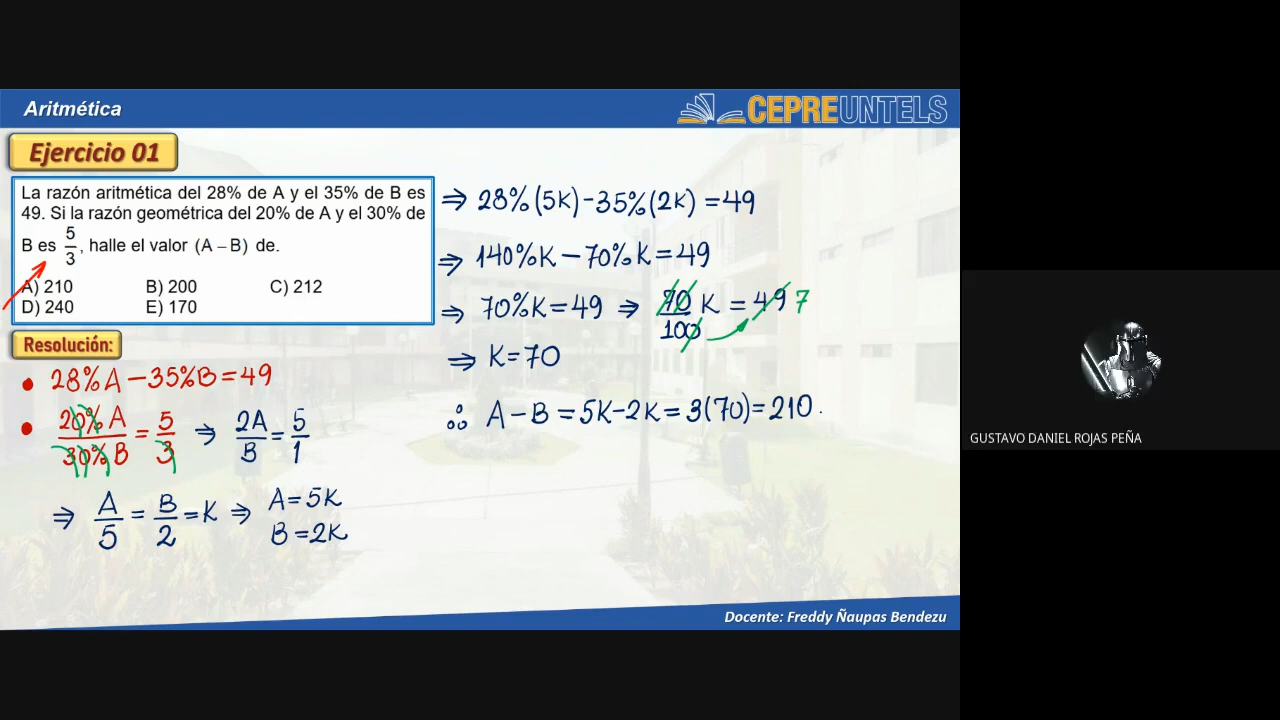 Aritmética
CEPREUNTELS
Ejercicio 01
La razón aritmética del 28% de A y el 35% de B es
49. Si la razón geométrica del 20% de A y el 30% de
B es 5/3, halle el valor (A – B) de.
A) 210 B) 200 C) 212
D) 240 E) 170
Resolución:
• 28%A – 35%B = 49
• 20%A/30%B = 5/3 ⇒ 2A/B = 5/1
⇒ A/5 = B/2 = K ⇒ A = 5K
B = 2K
⇒ 28%(5K) - 35%(2K) = 49
⇒ 140%K – 70%K = 49
⇒ 70%K = 49 ⇒ 70/100 K = 49 7
⇒ K = 70
∴ A – B = 5K - 2K = 3(70) = 210.
Docente: Freddy Ñaupas Bendezu
GUSTAVO DANIEL ROJAS PEÑA